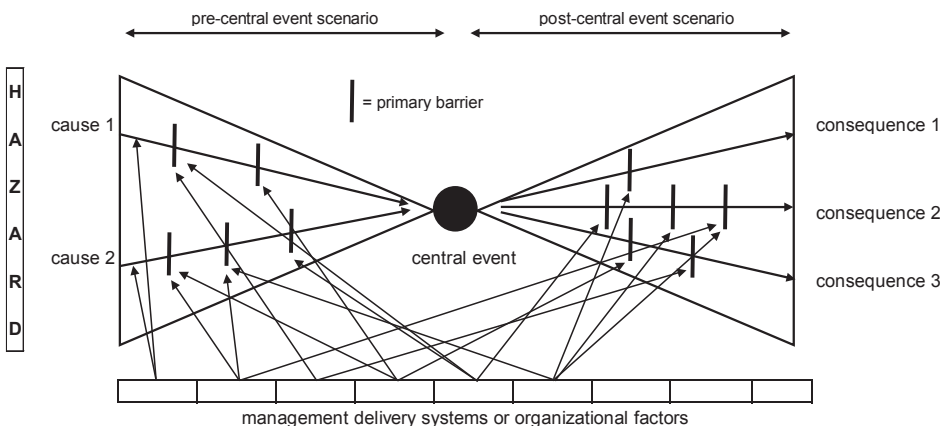 pre-central event scenario
post-central event scenario
H
A
Z
A
R
D
= primary barrier
cause 1
cause 2
central event
consequence 1
consequence 2
consequence 3
management delivery systems or organizational factors